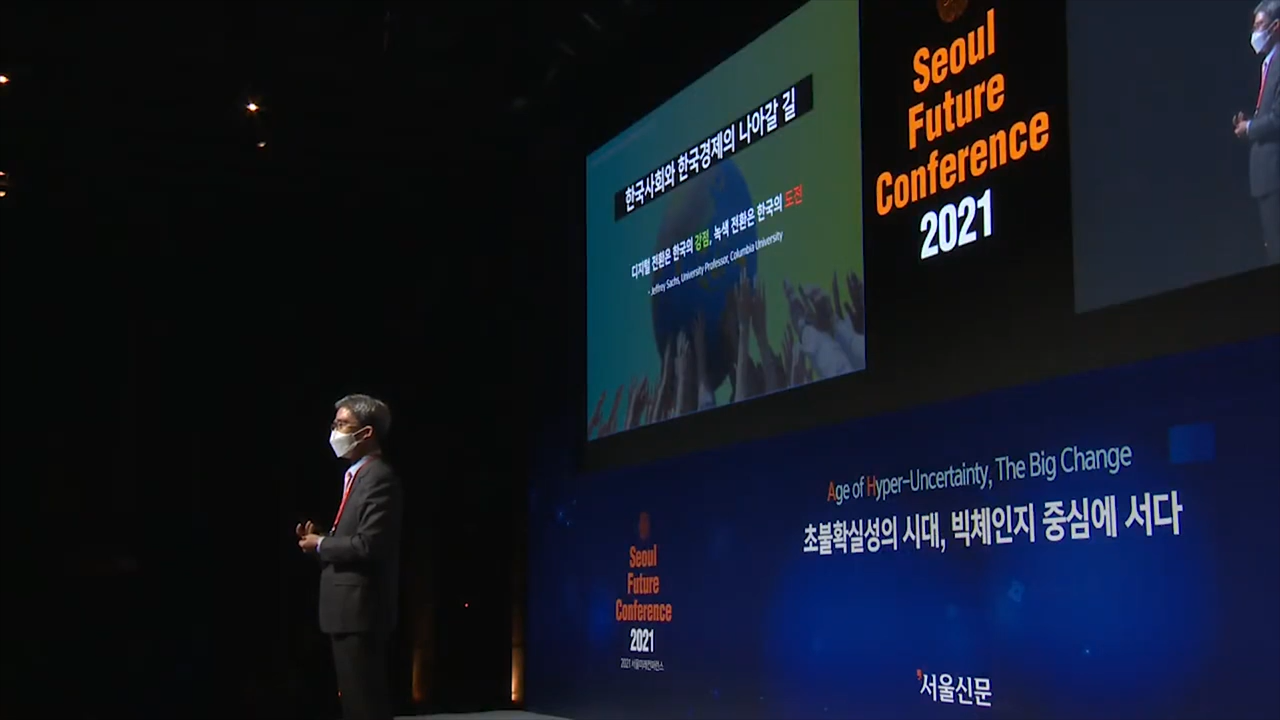 한국사회와 한국경제의 나아갈 길
디지털 전환은 한국의 강점, 녹색 전환은 한국의 도전
- Jeffrey Sachs, University Professor, Columbia University
Seoul
Future
Conference
2021
Age of Hyper-Uncertainty, The Big Change
초불확실성의 시대, 빅체인지 중심에 서다
Seoul
Future
Conference
2021
2021 서울미래컨퍼런스
서울신문